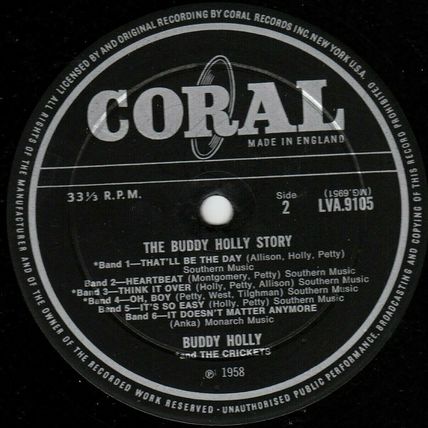 ALL RIGHTS OF THE MANUFACTURER AND OF THE OWNER OF THE RECORDED WORK RESERVED - UNAUTHORISED PUBLIC PERFORMANCE, BROADCASTING AND COPYING OF THIS RECORD PROHIBITED.
LICENSED BY AND ORIGINAL RECORDING BY CORAL RECORDS INC. NEW YORK U.S.A.
CORAL
MADE IN ENGLAND
33⅓ R.P.M.
Side
2
(MG.6951)
LVA.9105
THE BUDDY HOLLY STORY
*Band 1—THAT'LL BE THE DAY (Allison, Holly, Petty)
Southern Music
Band 2—HEARTBEAT (Montgomery, Petty) Southern Music
*Band 3—THINK IT OVER (Holly, Petty, Allison) Southern Music
*Band 4—OH, BOY (Petty, West, Tilghman) Southern Music
Band 5—IT'S SO EASY (Holly, Petty) Southern Music
Band 6—IT DOESN'T MATTER ANYMORE
(Anka) Monarch Music
BUDDY HOLLY
*and THE CRICKETS
℗ 1958